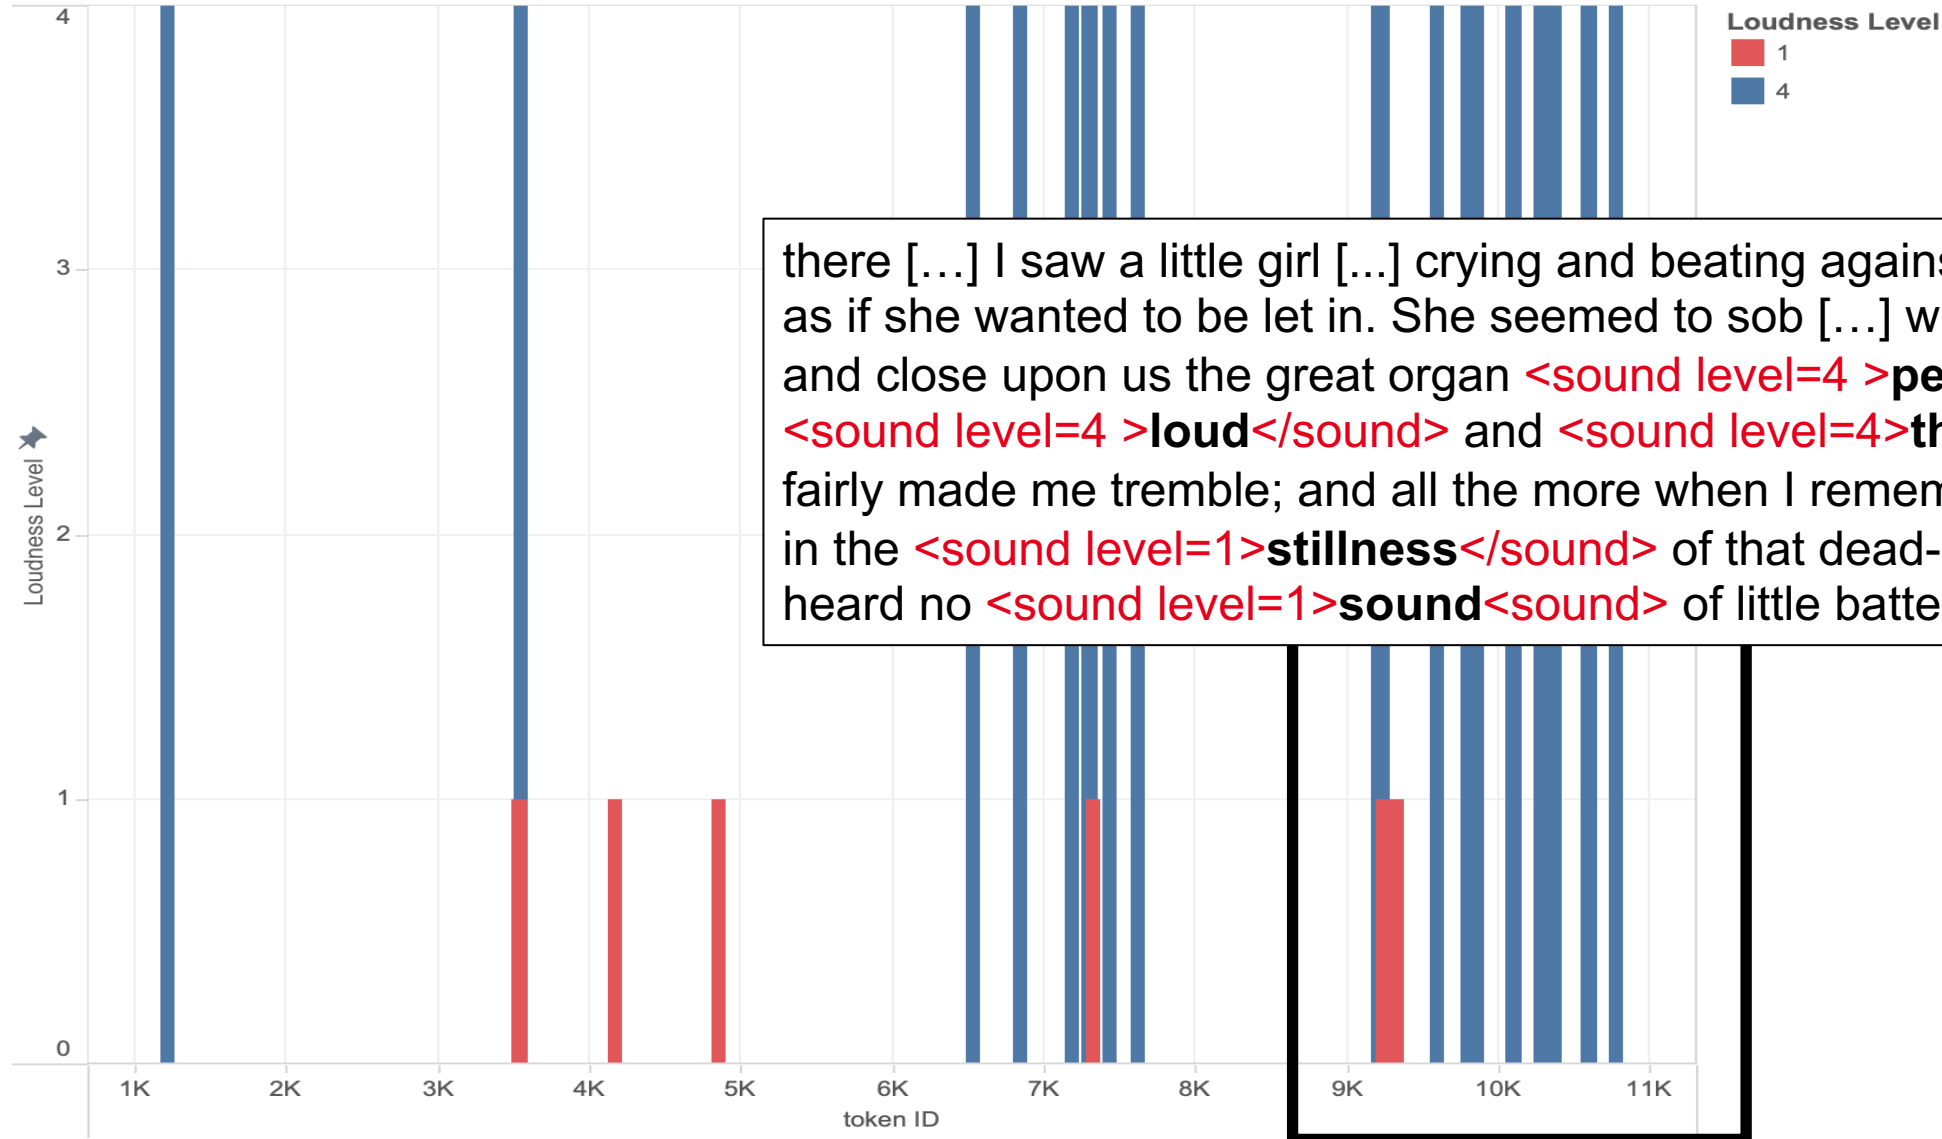 4
Loudness Level
1
4
3
there […] I saw a little girl [...] crying and beating agains
as if she wanted to be let in. She seemed to sob […] w
and close upon us the great organ <sound level=4 >pe
<sound level=4 >loud</sound> and <sound level=4>th
fairly made me tremble; and all the more when I remem
in the <sound level=1>stillness</sound> of that dead-
heard no <sound level=1>sound<sound> of little batte
Loudness Level
2
1
0
1K 2K 3K 4K 5K 6K 7K 8K 9K 10K 11K
token ID